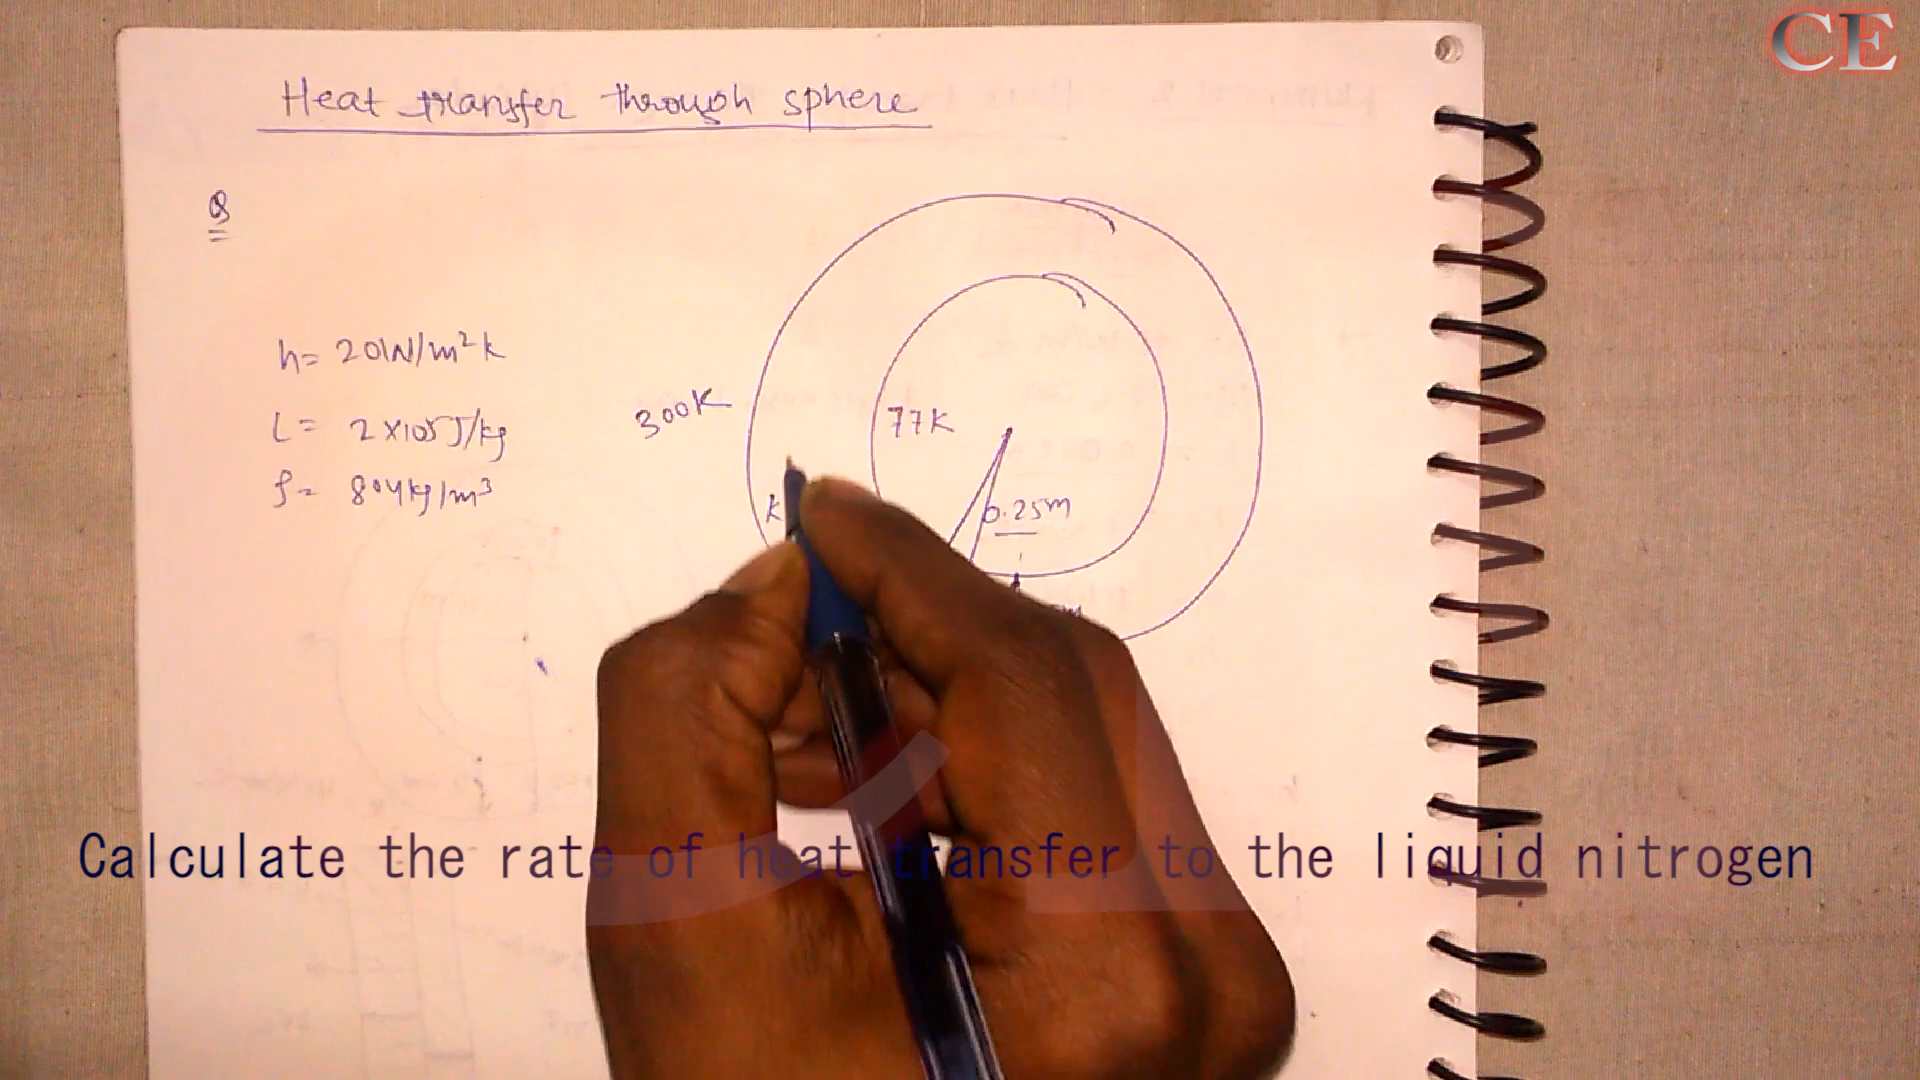 CE
Heat transfer through sphere
Q
h= 20W/m²K
300K
77K
L= 2×10⁵J/kg
ρ= 804kg/m³
k
0.25m
m
Calculate the rate of heat transfer to the liquid nitrogen